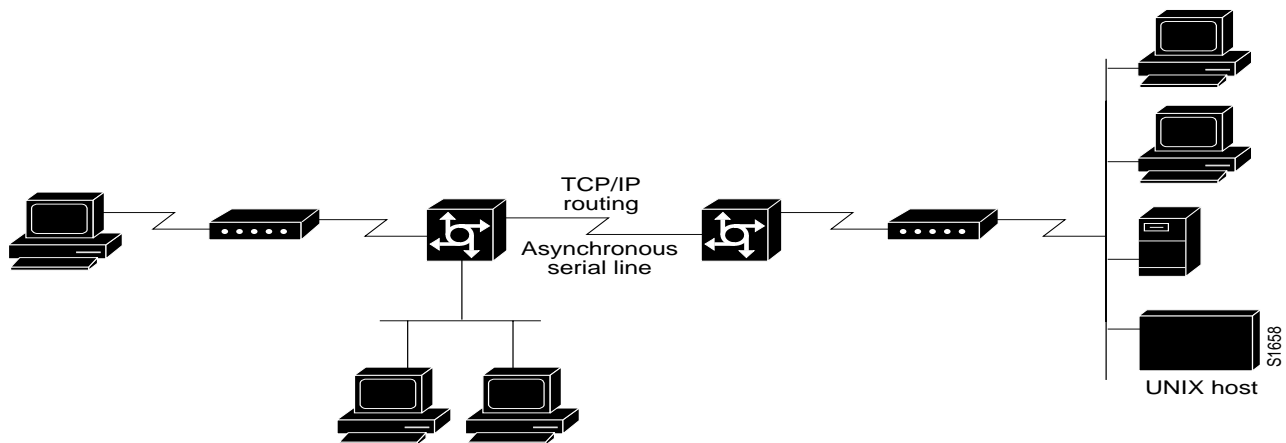 TCP/IP
routing
Asynchronous
serial line
UNIX host
S1658